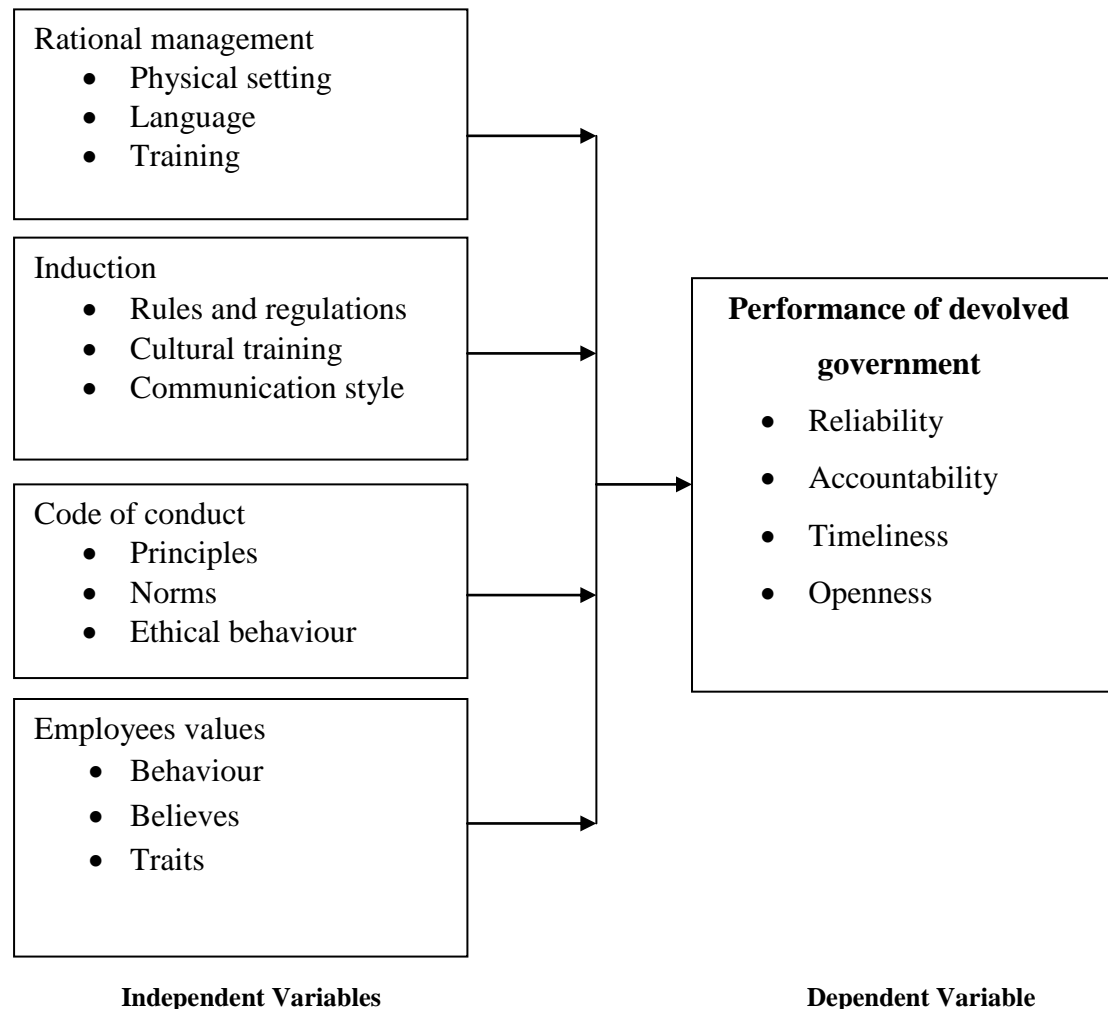 Rational management
• Physical setting
• Language
• Training
Induction
• Rules and regulations
• Cultural training
• Communication style
Code of conduct
• Principles
• Norms
• Ethical behaviour
Employees values
• Behaviour
• Believes
• Traits
Performance of devolved
government
• Reliability
• Accountability
• Timeliness
• Openness
Independent Variables
Dependent Variable